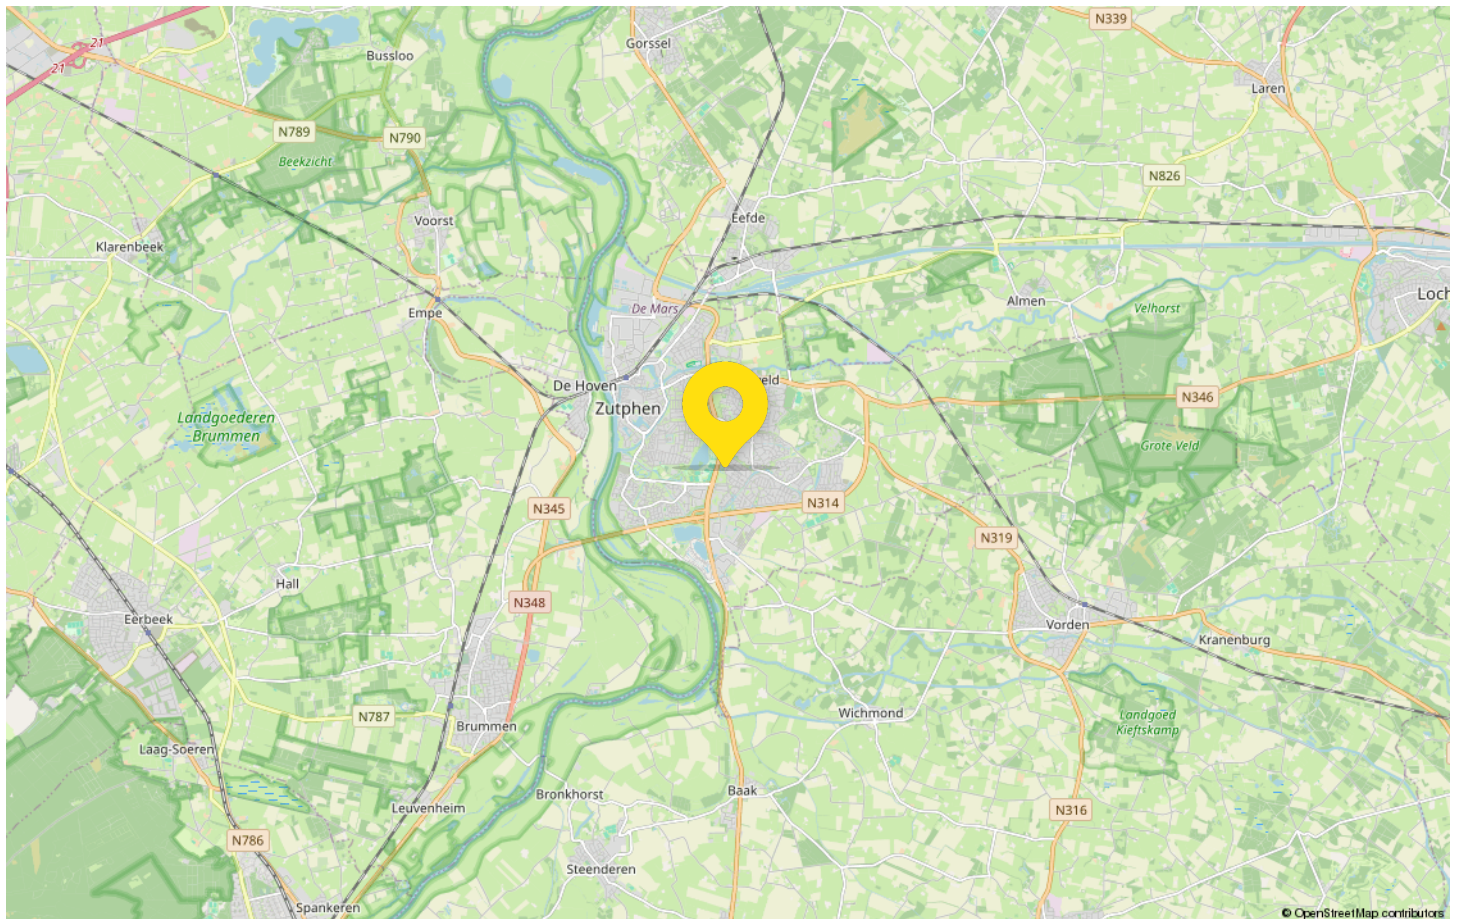 N339
21
Gorssel
Bussloo
21
Laren
N789
N790
Beekzicht
N826
Voorst
Eefde
Klarenbeek
Loch
Almen
De Mars
Velhorst
Empe
De Hoven
eld
N346
Zutphen
Landgoederen
Brummen
Grote Veld
N314
N345
N319
Hall
N348
Eerbeek
Vorden
Kranenburg
N787
Wichmond
Landgoed
Kieftskamp
Brummen
Laag-Soeren
Baak
Bronkhorst
Leuvenheim
N316
N786
Steenderen
Spankeren
© OpenStreetMap contributors